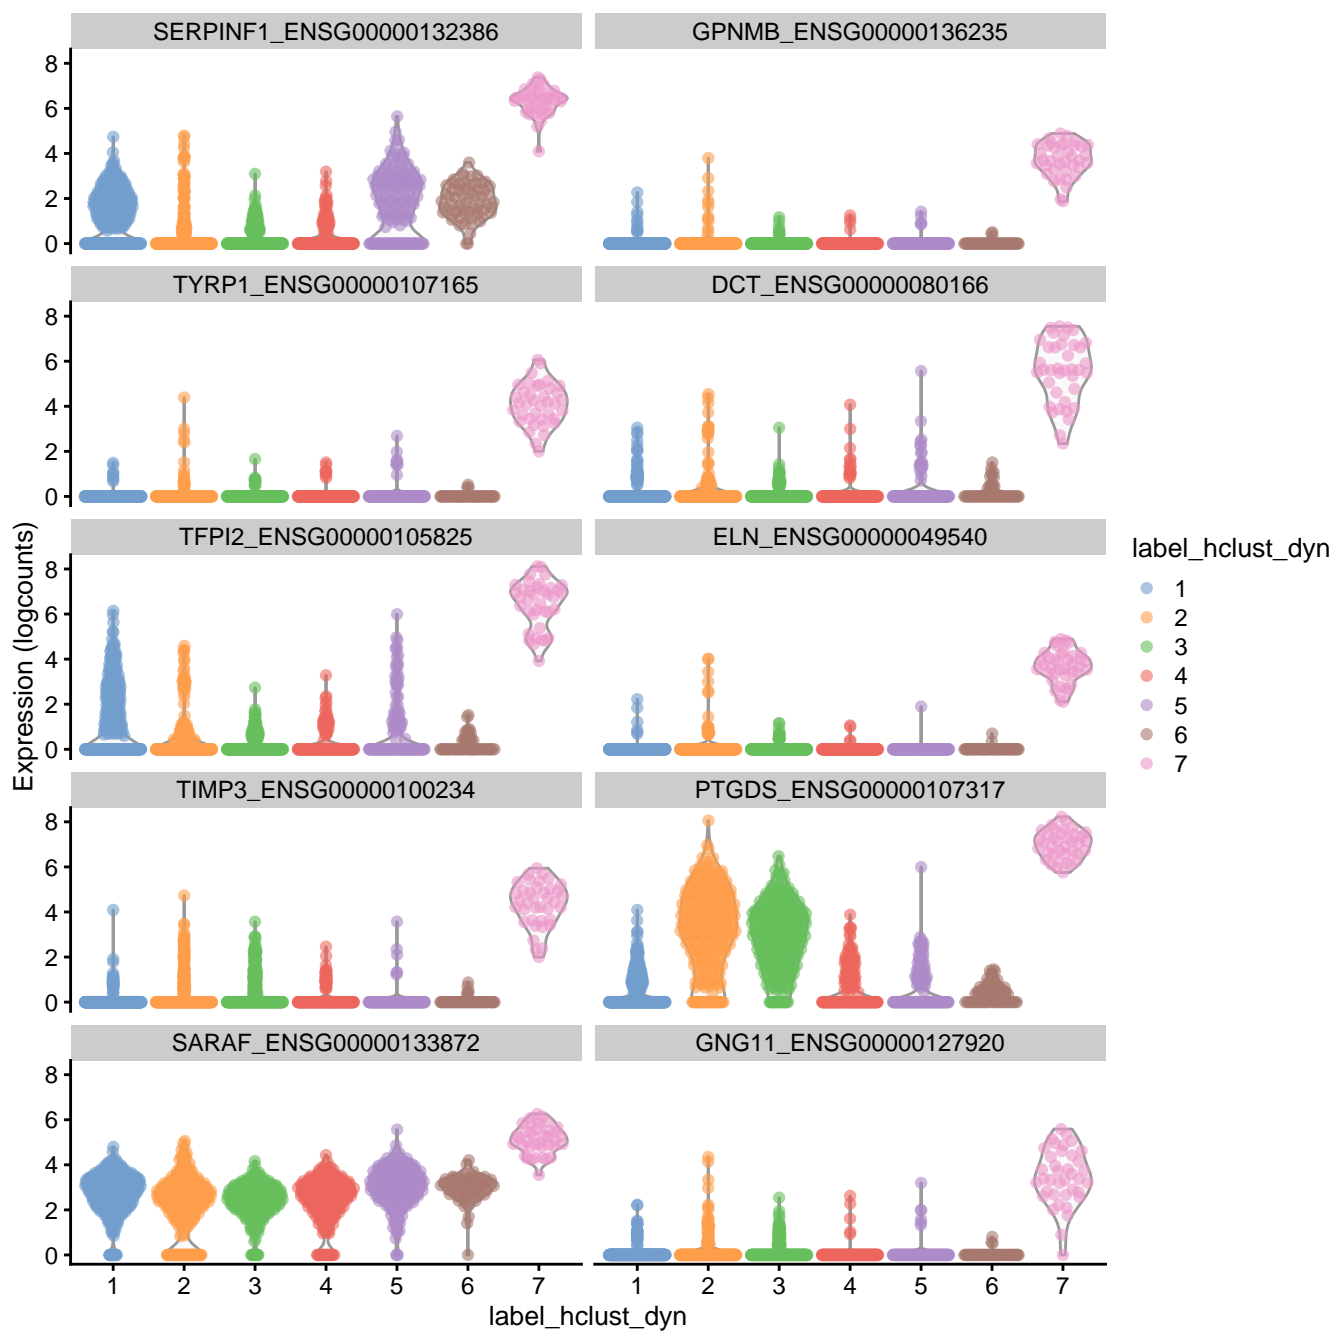 SERPINF1_ENSG00000132386
GPNMB_ENSG00000136235
8
6
4
2
0
TYRP1_ENSG00000107165
DCT_ENSG00000080166
8
6
4
2
0
TFPI2_ENSG00000105825
ELN_ENSG00000049540
8
6
4
2
0
TIMP3_ENSG00000100234
PTGDS_ENSG00000107317
8
6
4
2
0
SARAF_ENSG00000133872
GNG11_ENSG00000127920
8
6
4
2
0
1 2 3 4 5 6 7
1 2 3 4 5 6 7
label_hclust_dyn
Expression (logcounts)
label_hclust_dyn
1
2
3
4
5
6
7